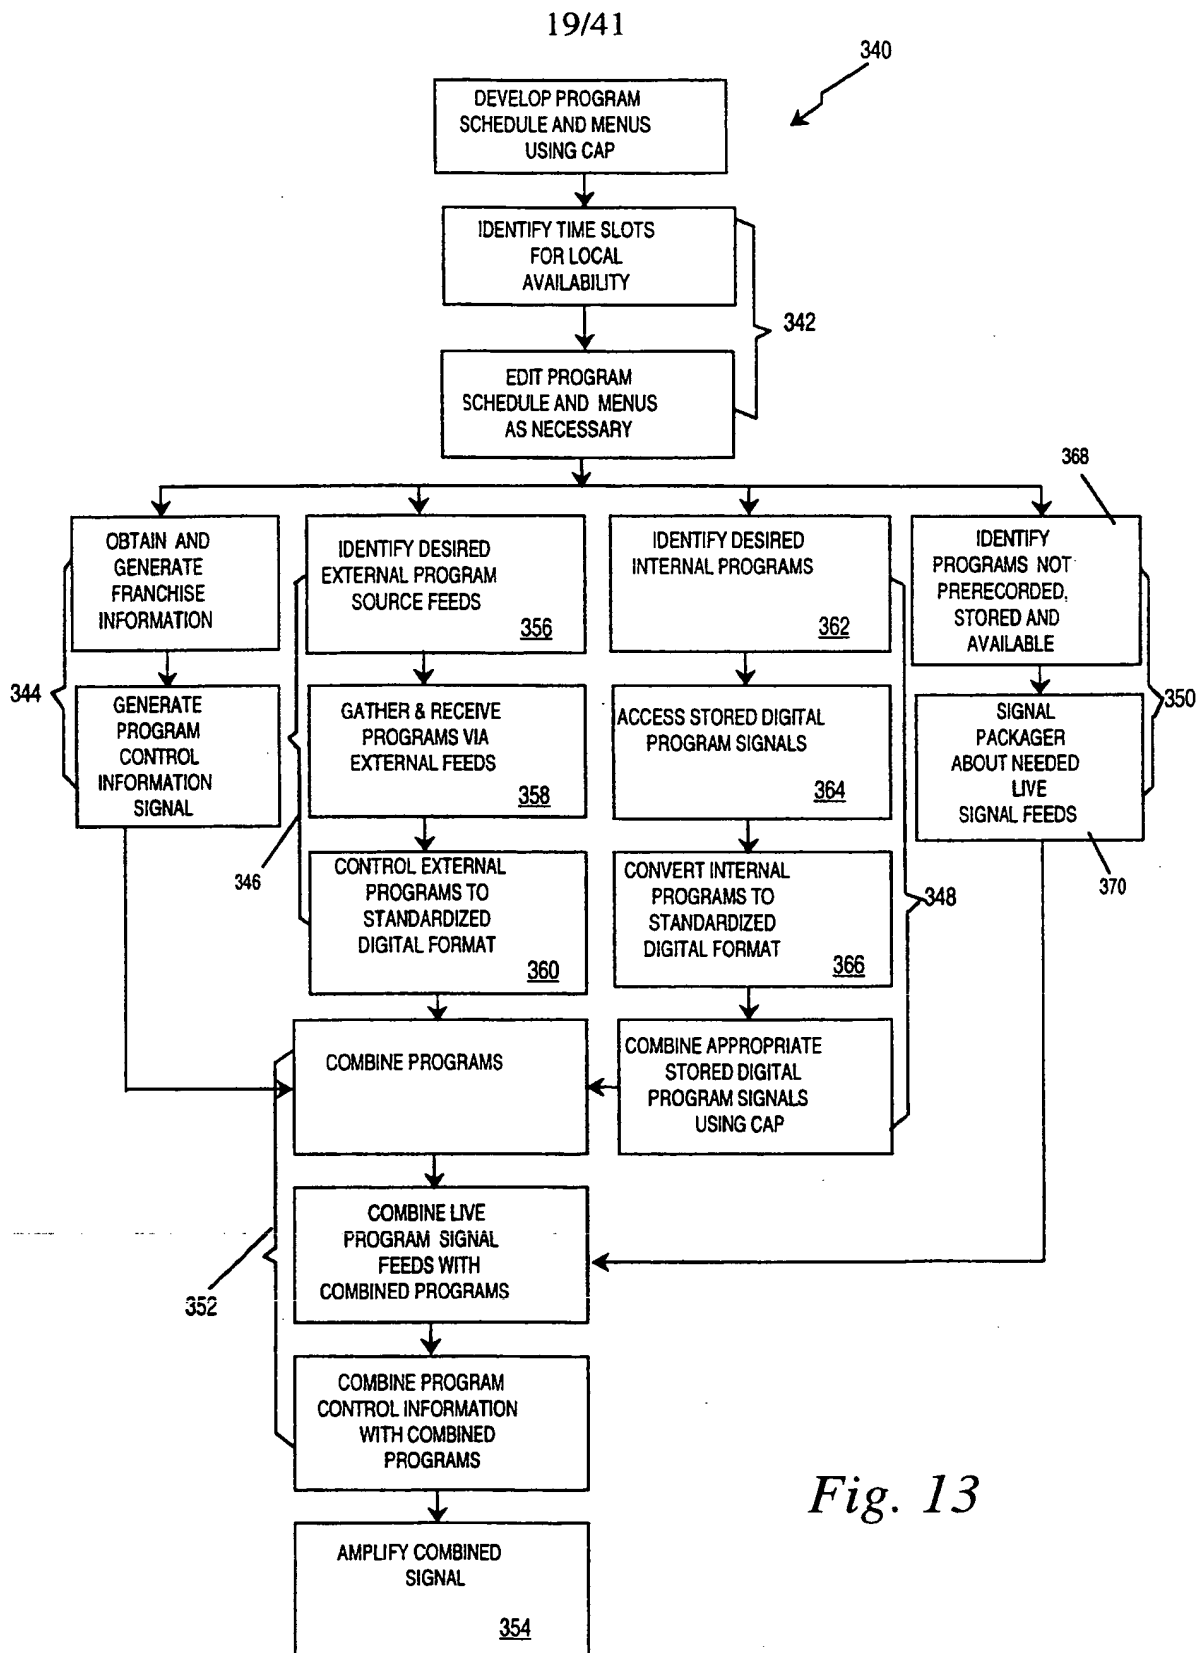 19/41
340
DEVELOP PROGRAM
SCHEDULE AND MENUS
USING CAP
IDENTIFY TIME SLOTS
FOR LOCAL
AVAILABILITY
342
EDIT PROGRAM
SCHEDULE AND MENUS
AS NECESSARY
368
OBTAIN AND
GENERATE
FRANCHISE
INFORMATION
IDENTIFY DESIRED
EXTERNAL PROGRAM
SOURCE FEEDS
356
IDENTIFY DESIRED
INTERNAL PROGRAMS
362
IDENTIFY
PROGRAMS NOT
PRERECORDED,
STORED AND
AVAILABLE
344
350
GENERATE
PROGRAM
CONTROL
INFORMATION
SIGNAL
GATHER & RECEIVE
PROGRAMS VIA
EXTERNAL FEEDS
358
ACCESS STORED DIGITAL
PROGRAM SIGNALS
364
SIGNAL
PACKAGER
ABOUT NEEDED
LIVE
SIGNAL FEEDS
346
370
CONTROL EXTERNAL
PROGRAMS TO
STANDARDIZED
DIGITAL FORMAT
360
CONVERT INTERNAL
PROGRAMS TO
STANDARDIZED
DIGITAL FORMAT
366
348
COMBINE PROGRAMS
COMBINE APPROPRIATE
STORED DIGITAL
PROGRAM SIGNALS
USING CAP
COMBINE LIVE
PROGRAM SIGNAL
FEEDS WITH
COMBINED PROGRAMS
352
COMBINE PROGRAM
CONTROL INFORMATION
WITH COMBINED
PROGRAMS
AMPLIFY COMBINED
SIGNAL
354
Fig. 13